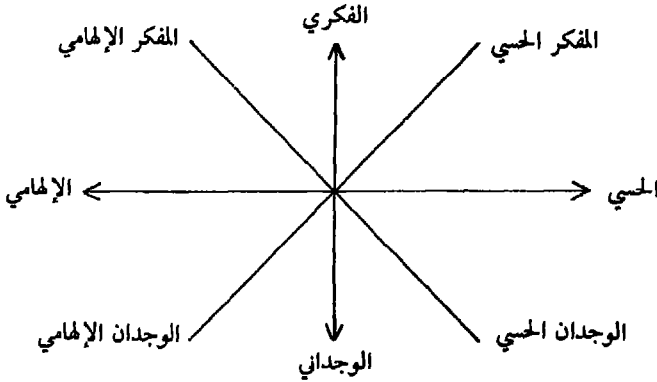 الفكري
المفكر الحسي
المفكر الإلهامي
الحسي
الإلهامي
الوجدان الحسي
الوجدان الإلهامي
الوجداني